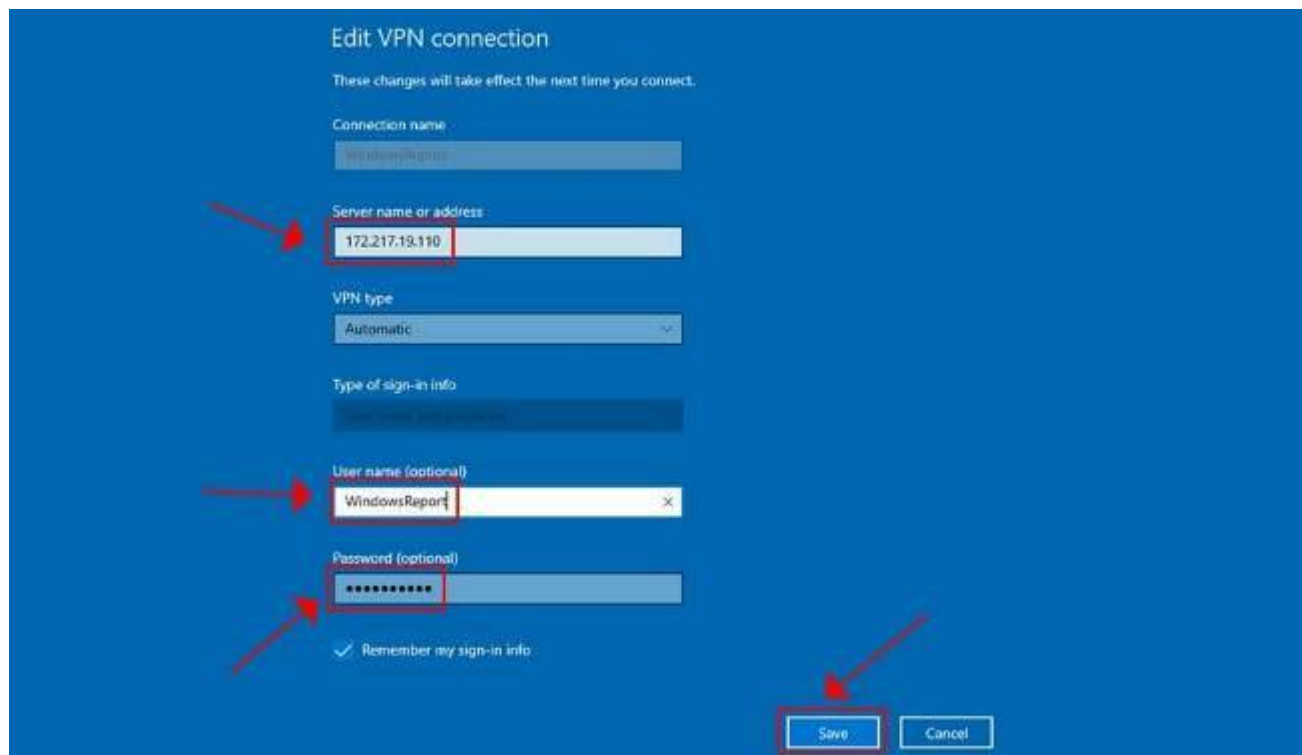 Edit VPN connection
These changes will take effect the next time you connect.
Connection name
WindowsReport
Server name or address
172.217.19.110
VPN type
Automatic
Type of sign-in info
User name (optional)
WindowsReport
Password (optional)
••••••••••
Remember my sign-in info
Save
Cancel